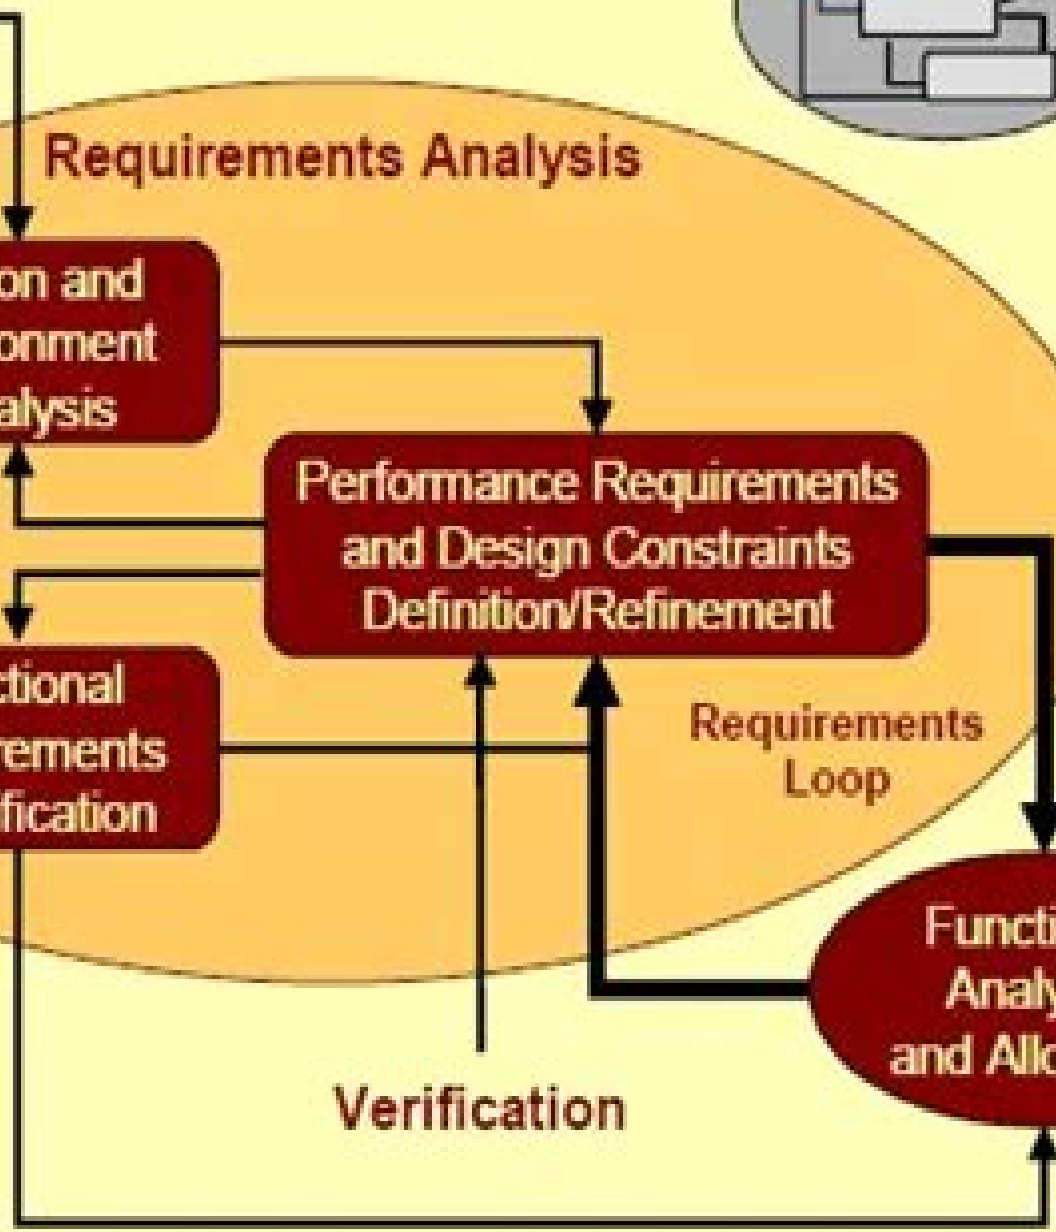 Requirements Analysis
on and
onment
alysis
Performance Requirements
and Design Constraints
Definition/Refinement
ctional
rements
ification
Requirements
Loop
Functi
Analy
and Allo
Verification